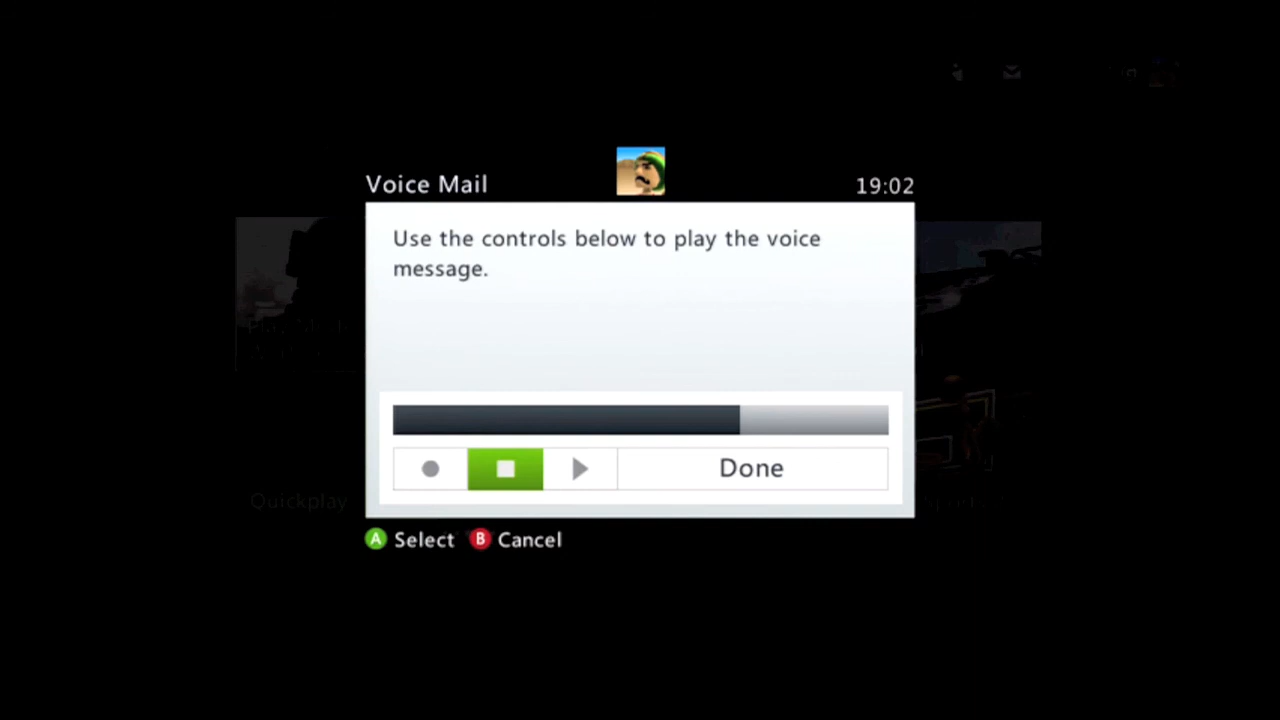 Voice Mail
19:02
Use the controls below to play the voice
message.
Done
A Select B Cancel
Quickplay